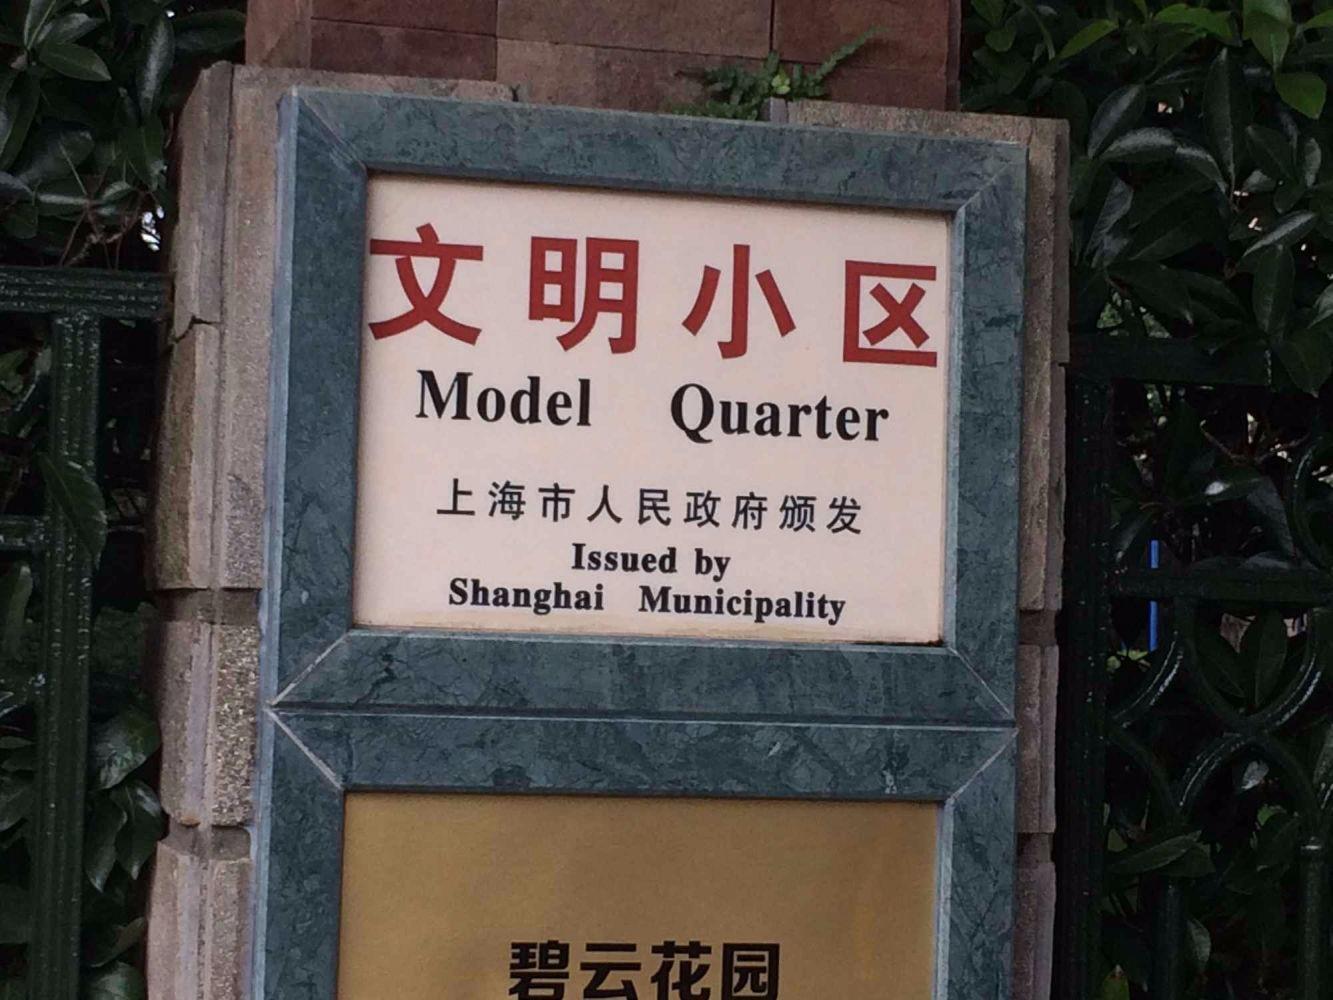 文明小区
Model Quarter
上海市人民政府颁发
Issued by
Shanghai Municipality
碧云花园